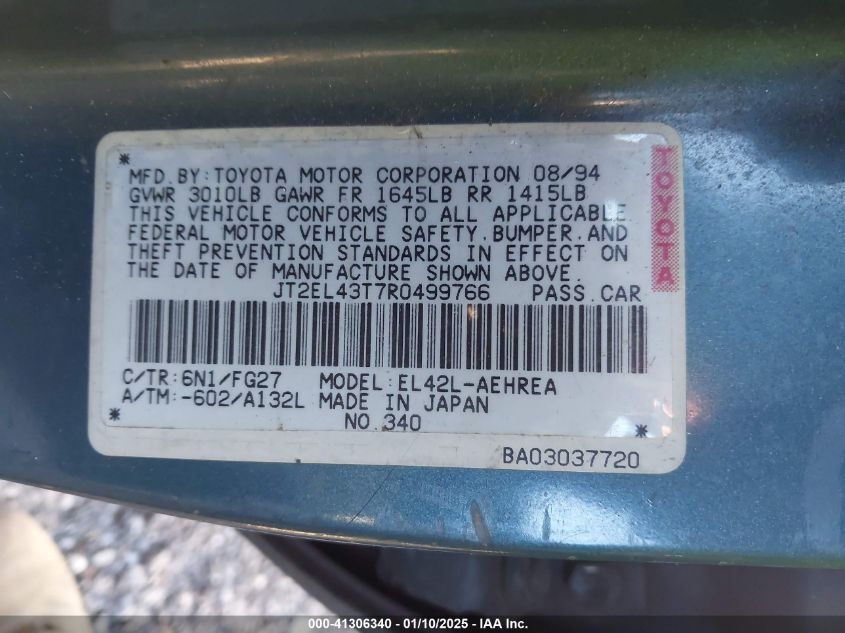 *
MFD.BY:TOYOTA MOTOR CORPORATION 08/94
GVWR 3010LB GAWR FR 1645LB RR 1415LB
THIS VEHICLE CONFORMS TO ALL APPLICABLE
FEDERAL MOTOR VEHICLE SAFETY.BUMPER.AND
THEFT PREVENTION STANDARDS IN EFFECT ON
THE DATE OF MANUFACTURE SHOWN ABOVE.
JT2EL43T7R0499766 PASS.CAR
TOYOTA
C/TR:6N1/FG27 MODEL:EL42L-AEHREA
A/TM:-602/A132L MADE IN JAPAN
* NO.340 *
BA03037720
000-41306340 - 01/10/2025 - IAA Inc.